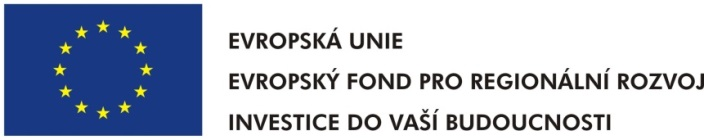 EVROPSKÁ UNIE
EVROPSKÝ FOND PRO REGIONÁLNÍ ROZVOJ
INVESTICE DO VAŠÍ BUDOUCNOSTI